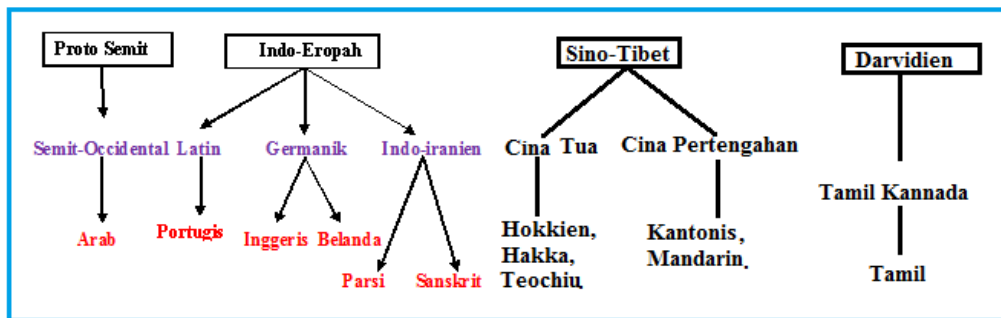 Proto Semit
Indo-Eropah
Sino-Tibet
Darvidien
Semit-Occidental
Latin
Germanik
Indo-iranien
Cina Tua
Cina Pertengahan
Tamil Kannada
Arab
Portugis
Inggeris
Belanda
Parsi
Sanskrit
Hokkien,
Hakka,
Teochiu.
Kantonis,
Mandarin.
Tamil